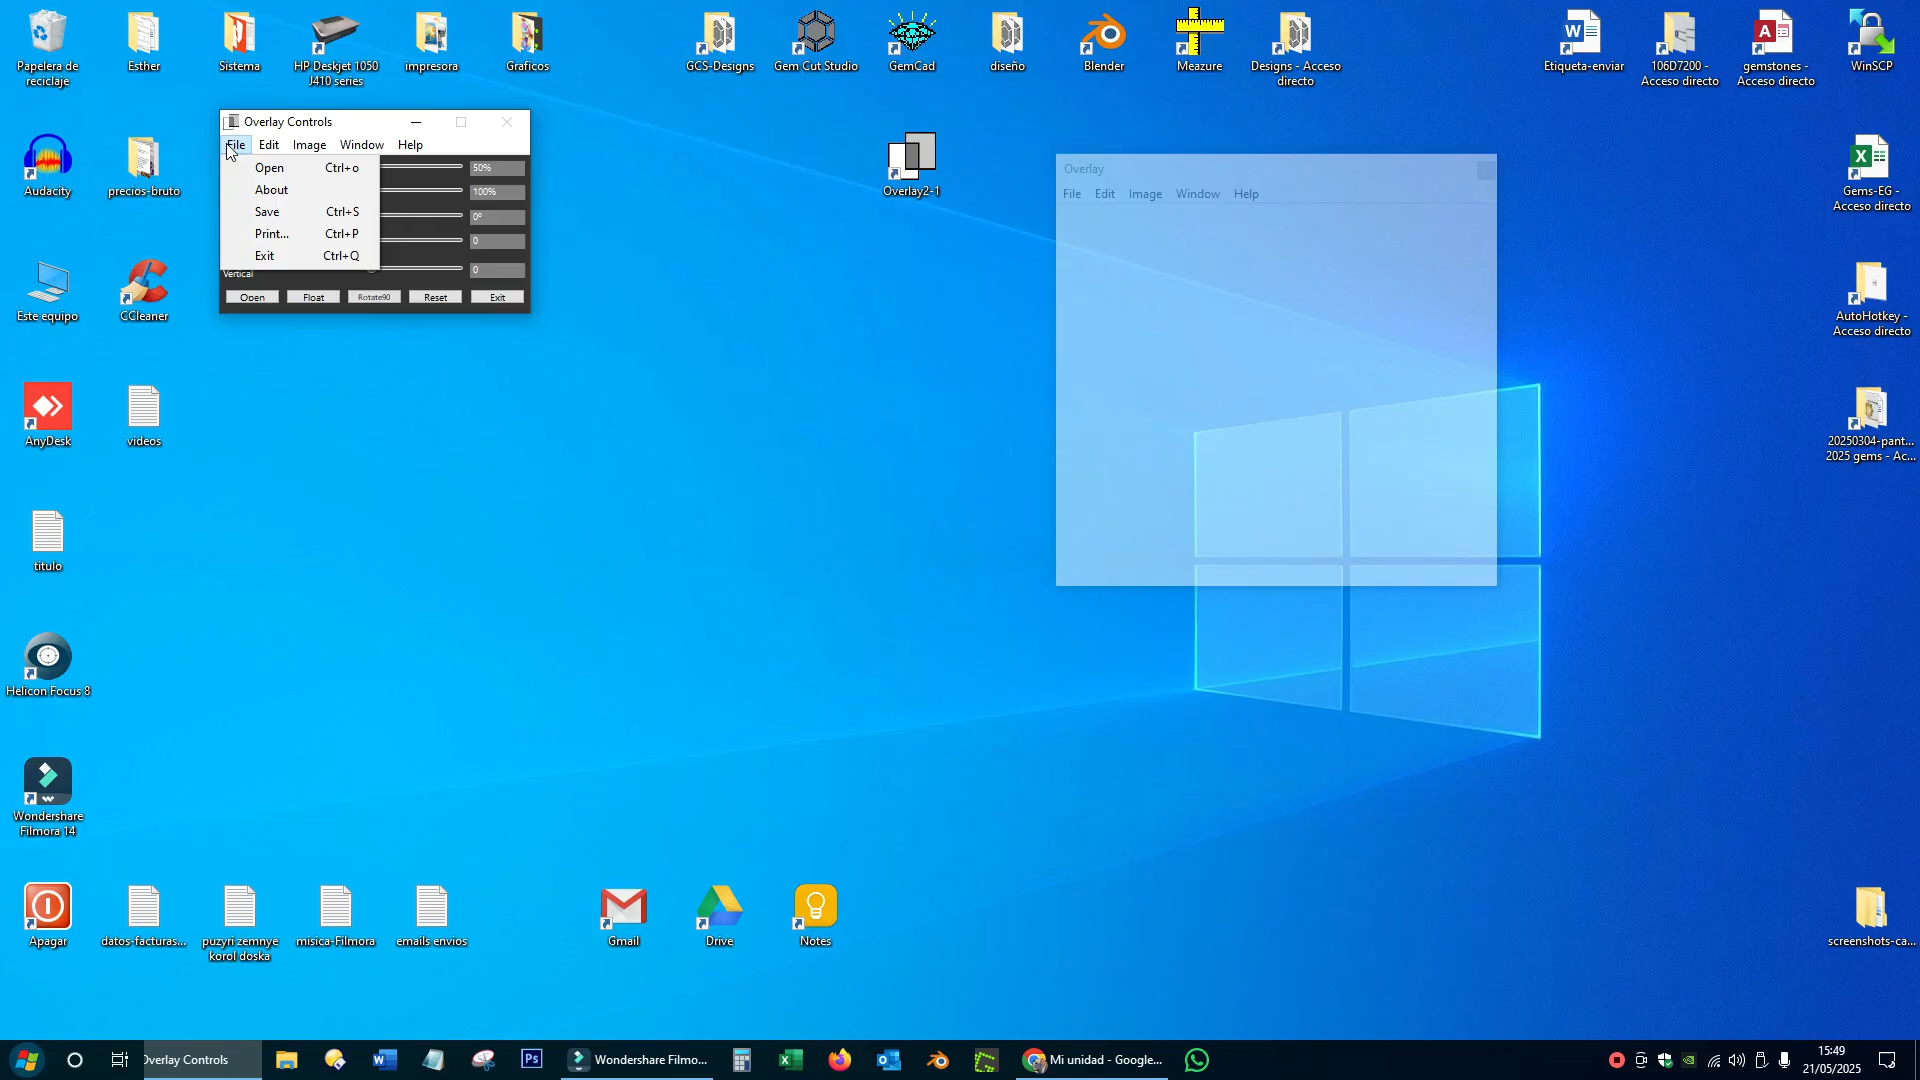 Papelera de
reciclaje
Esther
Sistema
HP Deskjet 1050
J410 series
impresora
Graficos
GCS-Designs
Gem Cut Studio
GemCad
diseño
Blender
Meazure
Designs - Acceso
directo
Etiqueta-enviar
106D7200 -
Acceso directo
gemstones -
Acceso directo
WinSCP
Overlay Controls
File Edit Image Window Help
Open Ctrl+o
About
Save Ctrl+S
Print... Ctrl+P
Exit Ctrl+Q
50%
100%
0º
0
Vertical
0
Open Float Rotate90 Reset Exit
Overlay
File Edit Image Window Help
Audacity
precios-bruto
Overlay2-1
Gems-EG -
Acceso directo
Este equipo
CCleaner
AutoHotkey -
Acceso directo
AnyDesk
videos
20250304-pant...
2025 gems - Ac...
titulo
Helicon Focus 8
Wondershare
Filmora 14
Apagar
datos-facturas...
puzyri zemnye
korol doska
misica-Filmora
emails envios
Gmail
Drive
Notes
screenshots-ca...
Overlay Controls
Wondershare Filmo...
Mi unidad - Google...
15:49
21/05/2025